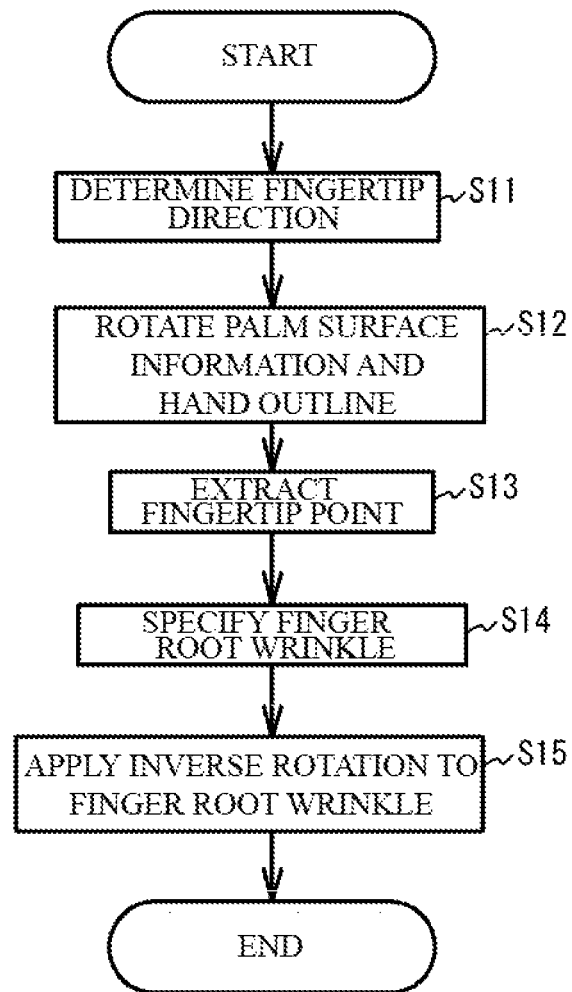 START
DETERMINE FINGERTIP
DIRECTION
S11
ROTATE PALM SURFACE
INFORMATION AND
HAND OUTLINE
S12
EXTRACT
FINGERTIP POINT
S13
SPECIFY FINGER
ROOT WRINKLE
S14
APPLY INVERSE ROTATION TO
FINGER ROOT WRINKLE
S15
END